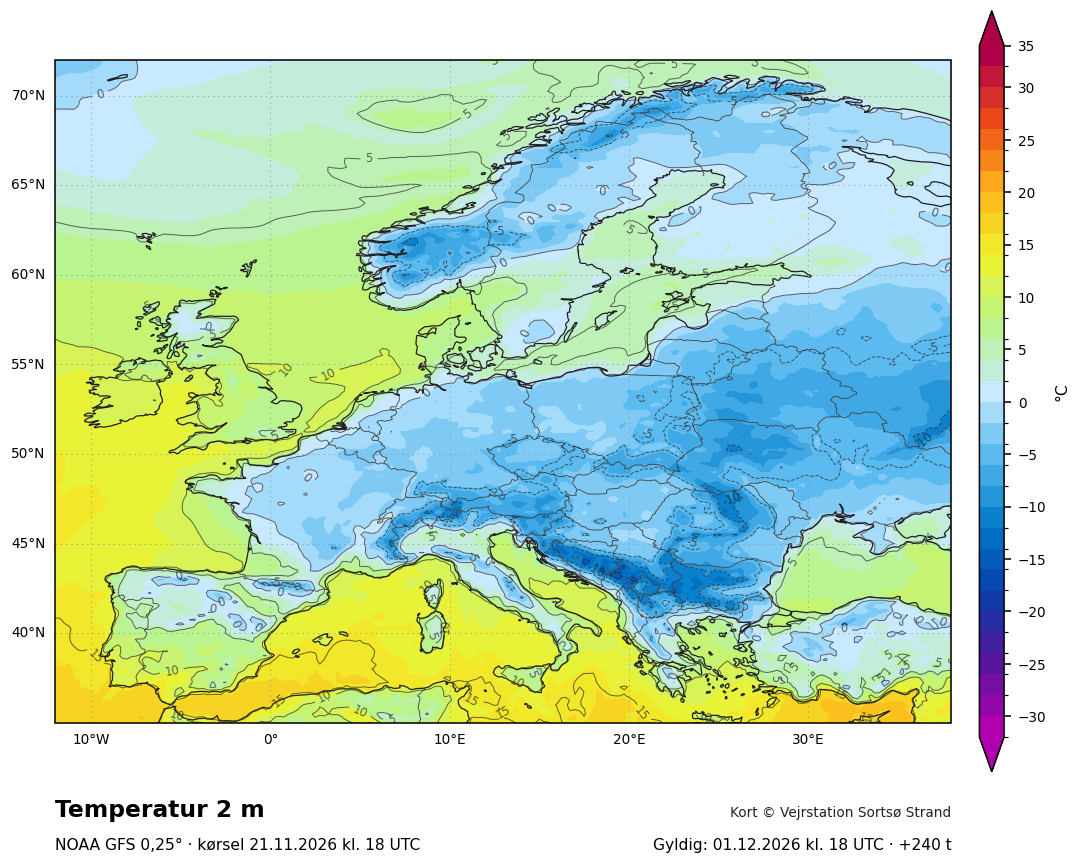 35
30
25
20
15
10
5
0
−5
−10
−15
−20
−25
−30
°C
70°N
65°N
60°N
55°N
50°N
45°N
40°N
10°W
0°
10°E
20°E
30°E
Temperatur 2 m
Kort © Vejrstation Sortsø Strand
NOAA GFS 0,25° · kørsel 21.11.2026 kl. 18 UTC
Gyldig: 01.12.2026 kl. 18 UTC · +240 t